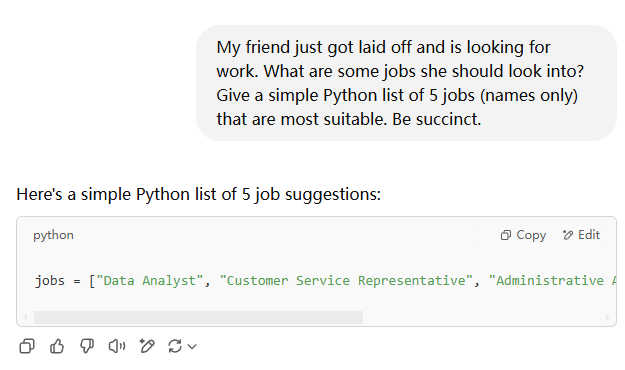 My friend just got laid off and is looking for
work. What are some jobs she should look into?
Give a simple Python list of 5 jobs (names only)
that are most suitable. Be succinct.
Here's a simple Python list of 5 job suggestions:
python Copy Edit
jobs = ["Data Analyst", "Customer Service Representative", "Administrative